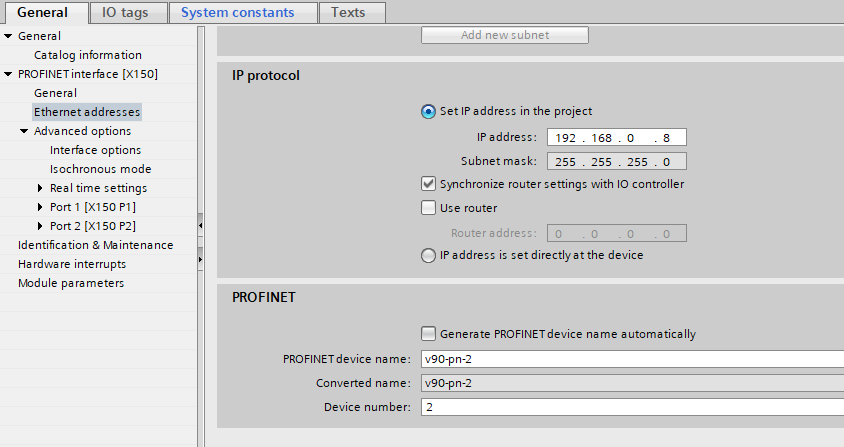 General IO tags System constants Texts
General
Catalog information
PROFINET interface [X150]
General
Ethernet addresses
Advanced options
Interface options
Isochronous mode
Real time settings
Port 1 [X150 P1]
Port 2 [X150 P2]
Identification & Maintenance
Hardware interrupts
Module parameters
Add new subnet
IP protocol
Set IP address in the project
IP address: 192 . 168 . 0 . 8
Subnet mask: 255 . 255 . 255 . 0
Synchronize router settings with IO controller
Use router
Router address: 0 . 0 . 0 . 0
IP address is set directly at the device
PROFINET
Generate PROFINET device name automatically
PROFINET device name: v90-pn-2
Converted name: v90-pn-2
Device number: 2